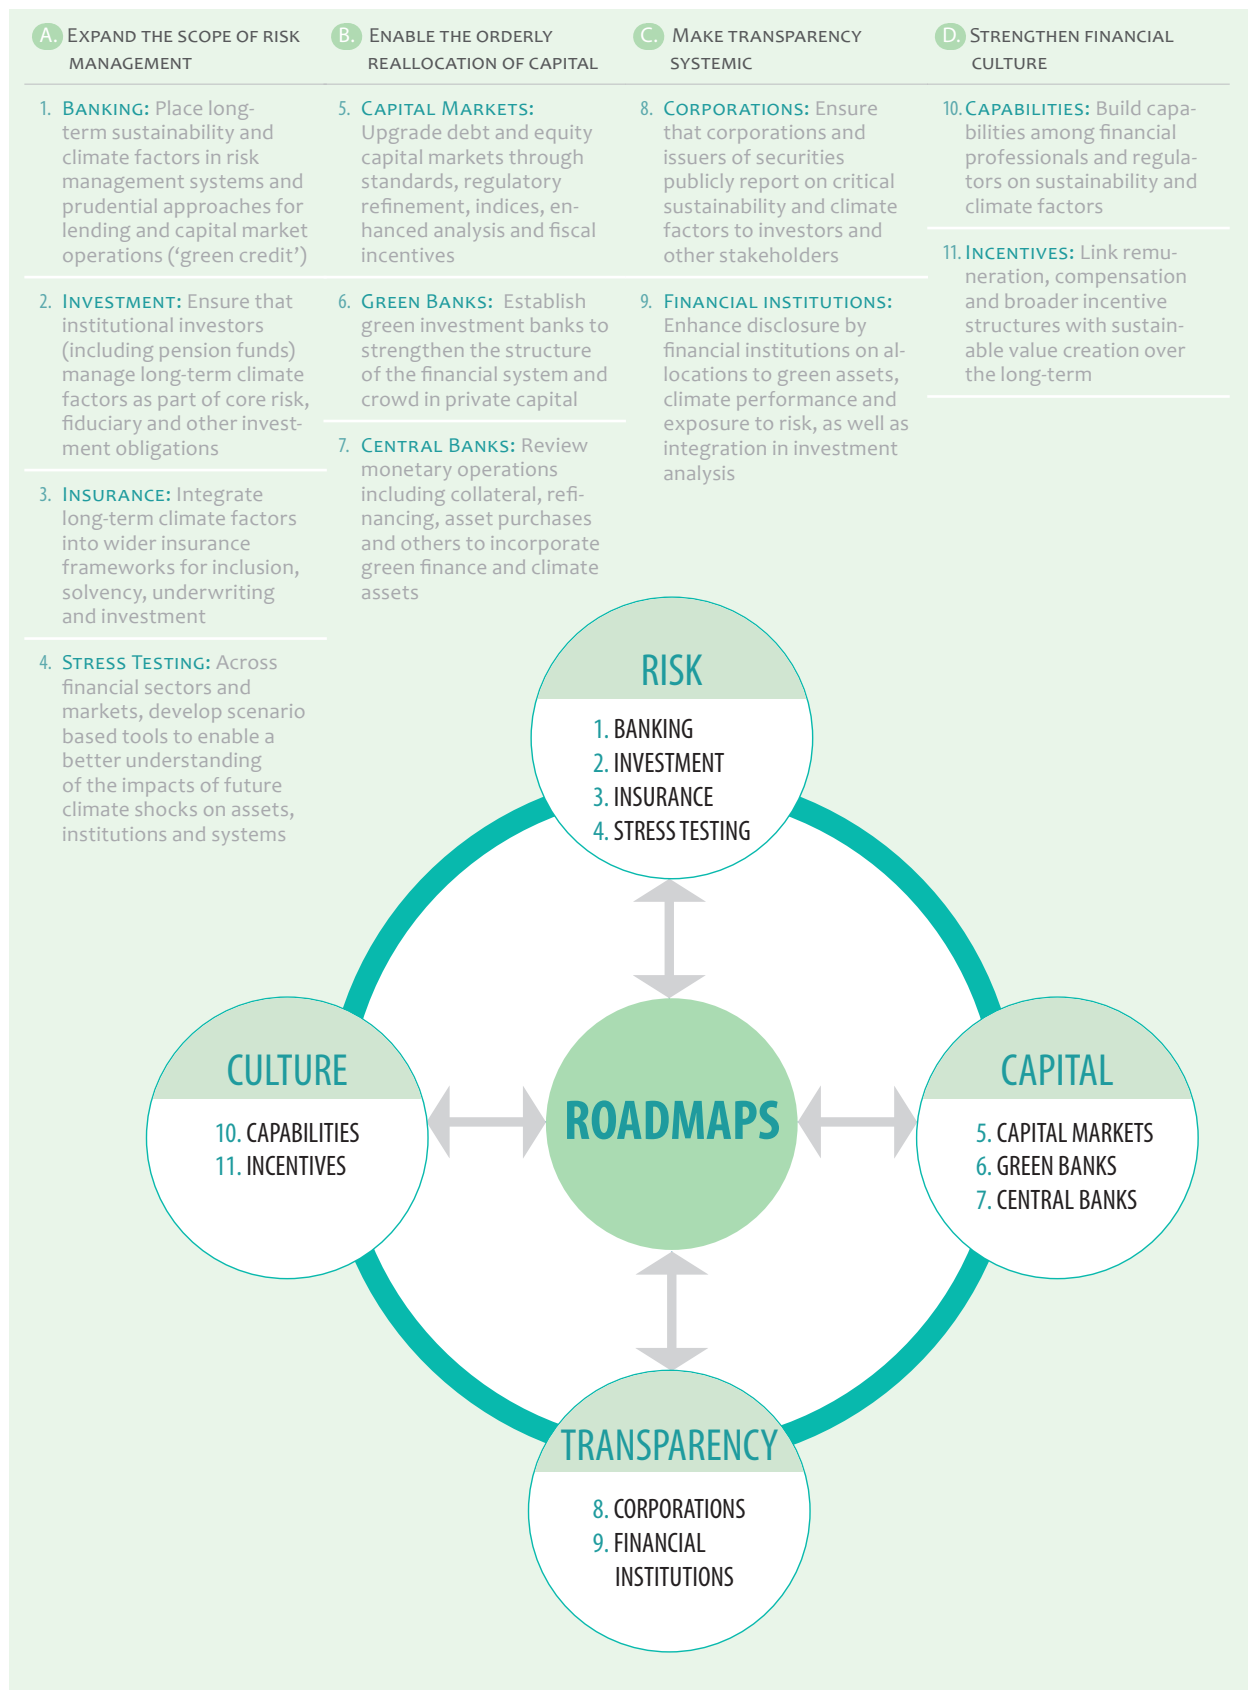 A. Expand the scope of risk
management
1. Banking: Place long-
term sustainability and
climate factors in risk
management systems and
prudential approaches for
lending and capital market
operations (‘green credit’)
2. Investment: Ensure that
institutional investors
(including pension funds)
manage long-term climate
factors as part of core risk,
fiduciary and other invest-
ment obligations
3. Insurance: Integrate
long-term climate factors
into wider insurance
frameworks for inclusion,
solvency, underwriting
and investment
4. Stress Testing: Across
financial sectors and
markets, develop scenario
based tools to enable a
better understanding
of the impacts of future
climate shocks on assets,
institutions and systems
B. Enable the orderly
reallocation of capital
5. Capital Markets:
Upgrade debt and equity
capital markets through
standards, regulatory
refinement, indices, en-
hanced analysis and fiscal
incentives
6. Green Banks: Establish
green investment banks to
strengthen the structure
of the financial system and
crowd in private capital
7. Central Banks: Review
monetary operations
including collateral, refi-
nancing, asset purchases
and others to incorporate
green finance and climate
assets
C. Make transparency
systemic
8. Corporations: Ensure
that corporations and
issuers of securities
publicly report on critical
sustainability and climate
factors to investors and
other stakeholders
9. Financial institutions:
Enhance disclosure by
financial institutions on al-
locations to green assets,
climate performance and
exposure to risk, as well as
integration in investment
analysis
D. Strengthen financial
culture
10. Capabilities: Build capa-
bilities among financial
professionals and regula-
tors on sustainability and
climate factors
11. Incentives: Link remu-
neration, compensation
and broader incentive
structures with sustain-
able value creation over
the long-term
RISK
1. BANKING
2. INVESTMENT
3. INSURANCE
4. STRESS TESTING
CULTURE
10. CAPABILITIES
11. INCENTIVES
ROADMAPS
CAPITAL
5. CAPITAL MARKETS
6. GREEN BANKS
7. CENTRAL BANKS
TRANSPARENCY
8. CORPORATIONS
9. FINANCIAL
INSTITUTIONS